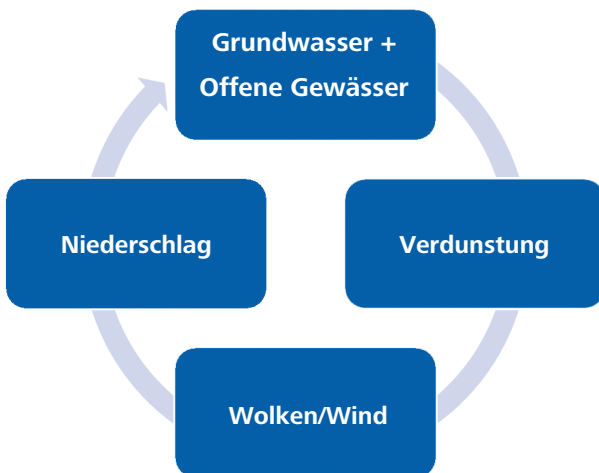 Grundwasser +
Offene Gewässer
Niederschlag
Verdunstung
Wolken/Wind